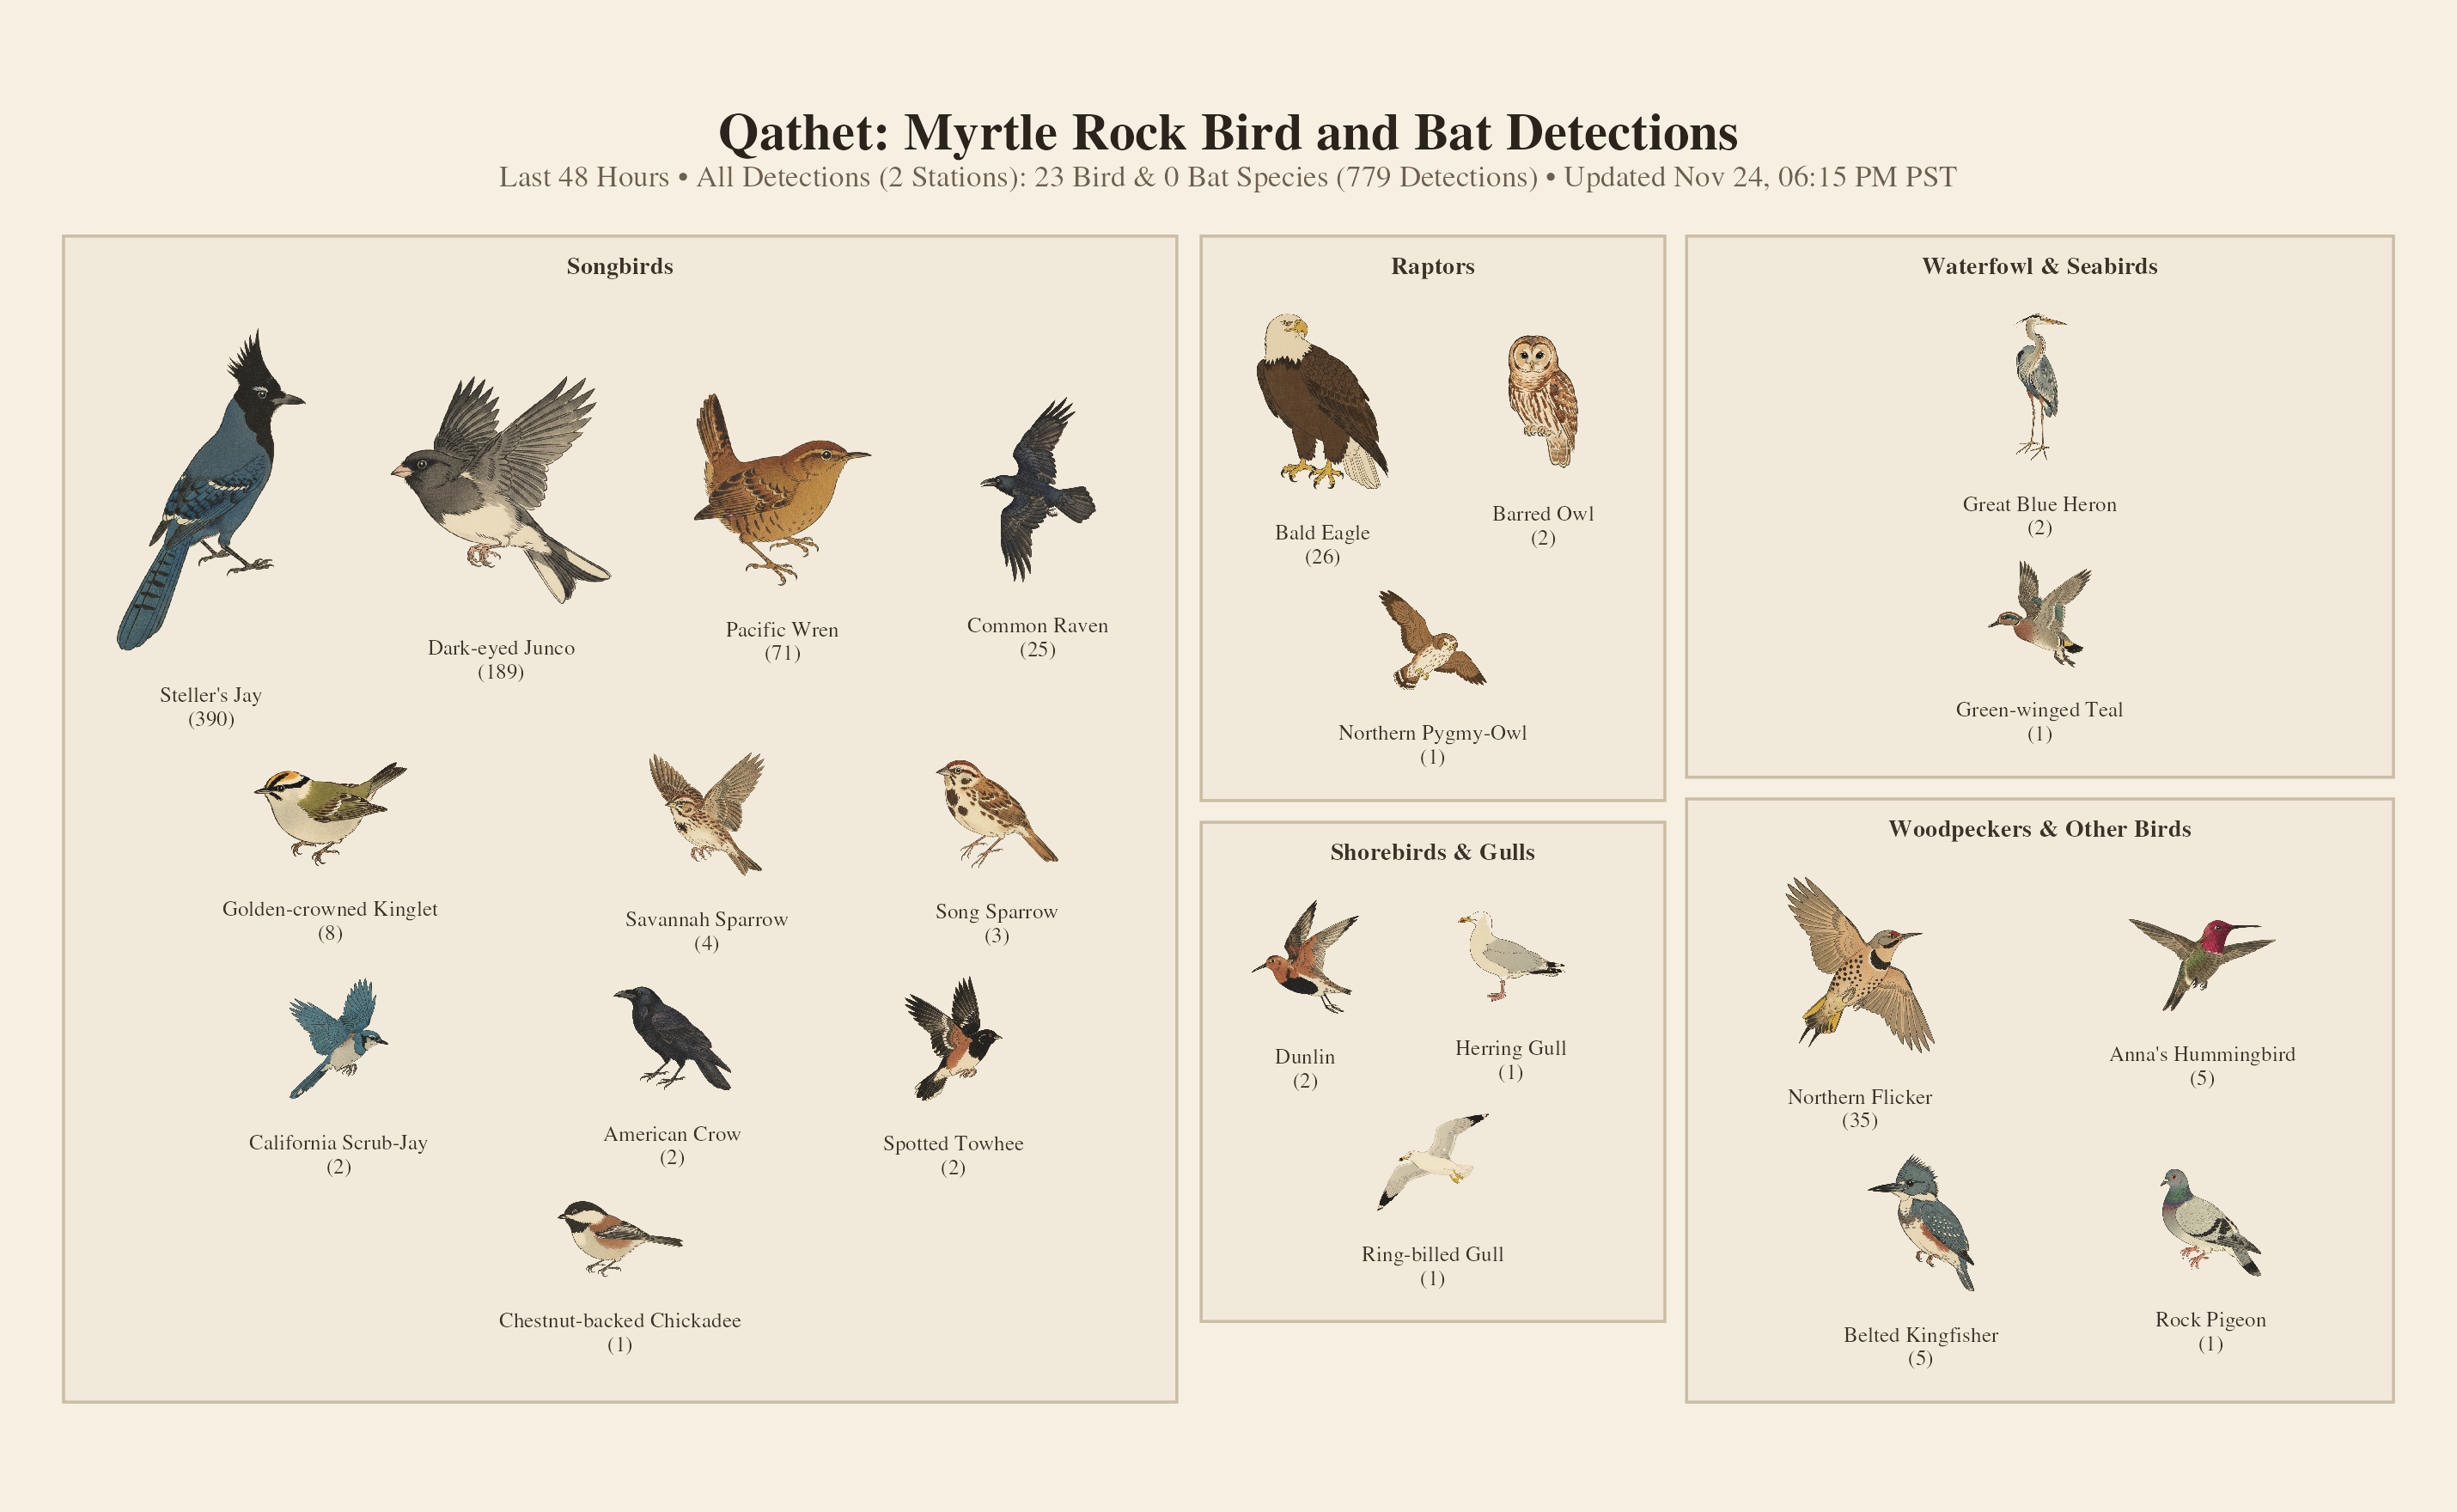 Qathet: Myrtle Rock Bird and Bat Detections
Last 48 Hours • All Detections (2 Stations): 23 Bird & 0 Bat Species (779 Detections) • Updated Nov 24, 06:15 PM PST
Songbirds
Steller's Jay
(390)
Dark-eyed Junco
(189)
Pacific Wren
(71)
Common Raven
(25)
Golden-crowned Kinglet
(8)
Savannah Sparrow
(4)
Song Sparrow
(3)
California Scrub-Jay
(2)
American Crow
(2)
Spotted Towhee
(2)
Chestnut-backed Chickadee
(1)
Raptors
Bald Eagle
(26)
Barred Owl
(2)
Northern Pygmy-Owl
(1)
Shorebirds & Gulls
Dunlin
(2)
Herring Gull
(1)
Ring-billed Gull
(1)
Waterfowl & Seabirds
Great Blue Heron
(2)
Green-winged Teal
(1)
Woodpeckers & Other Birds
Northern Flicker
(35)
Anna's Hummingbird
(5)
Belted Kingfisher
(5)
Rock Pigeon
(1)